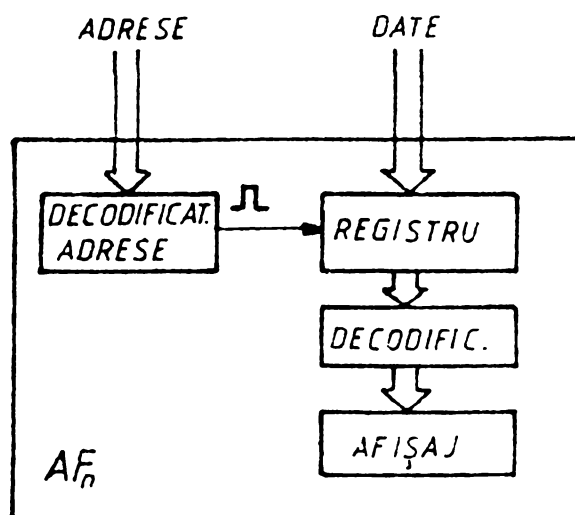 ADRESE
DATE
DECODIFICAT.
ADRESE
REGISTRU
DECODIFIC.
AFIȘAJ
AFn